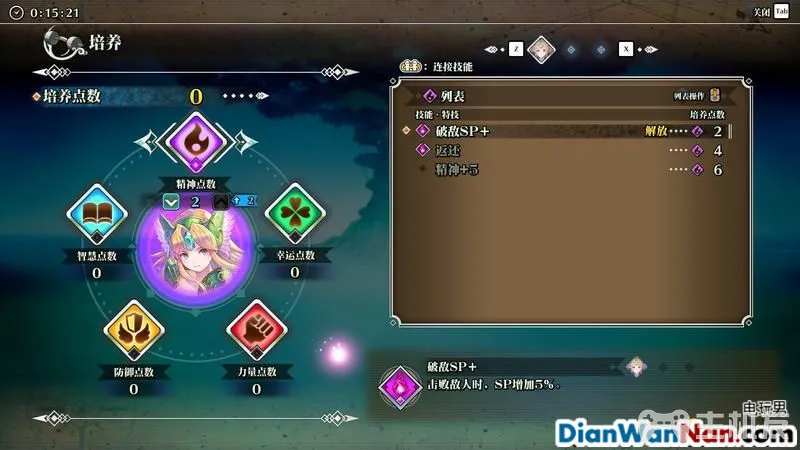 0:15:21
关闭 Tab
培养
Z
X
：连接技能
培养点数 0
列表
列表操作
技能·特技
培养点数
破敌SP+
解放
2
返还
4
精神+5
6
精神点数
2
2
智慧点数
0
幸运点数
0
防御点数
0
力量点数
0
破敌SP+
击败敌人时，SP增加5%。
电玩男
DianWanNan.com